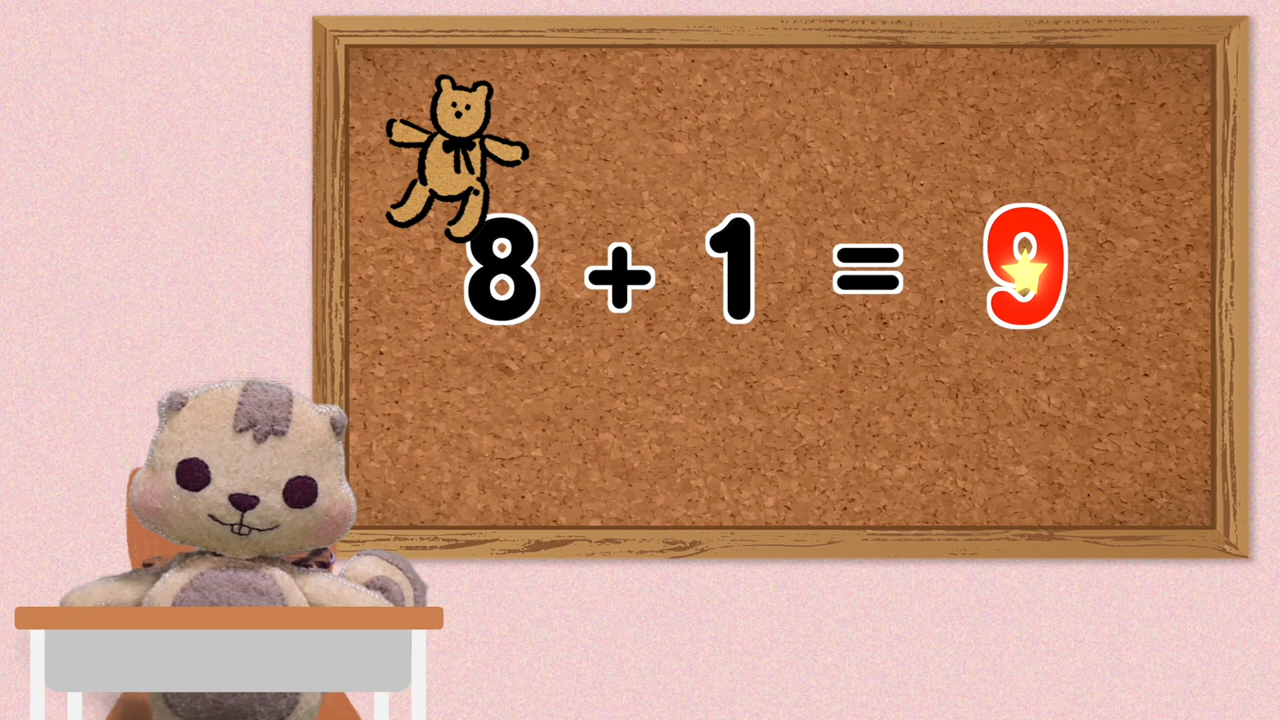 8 + 1 = 9